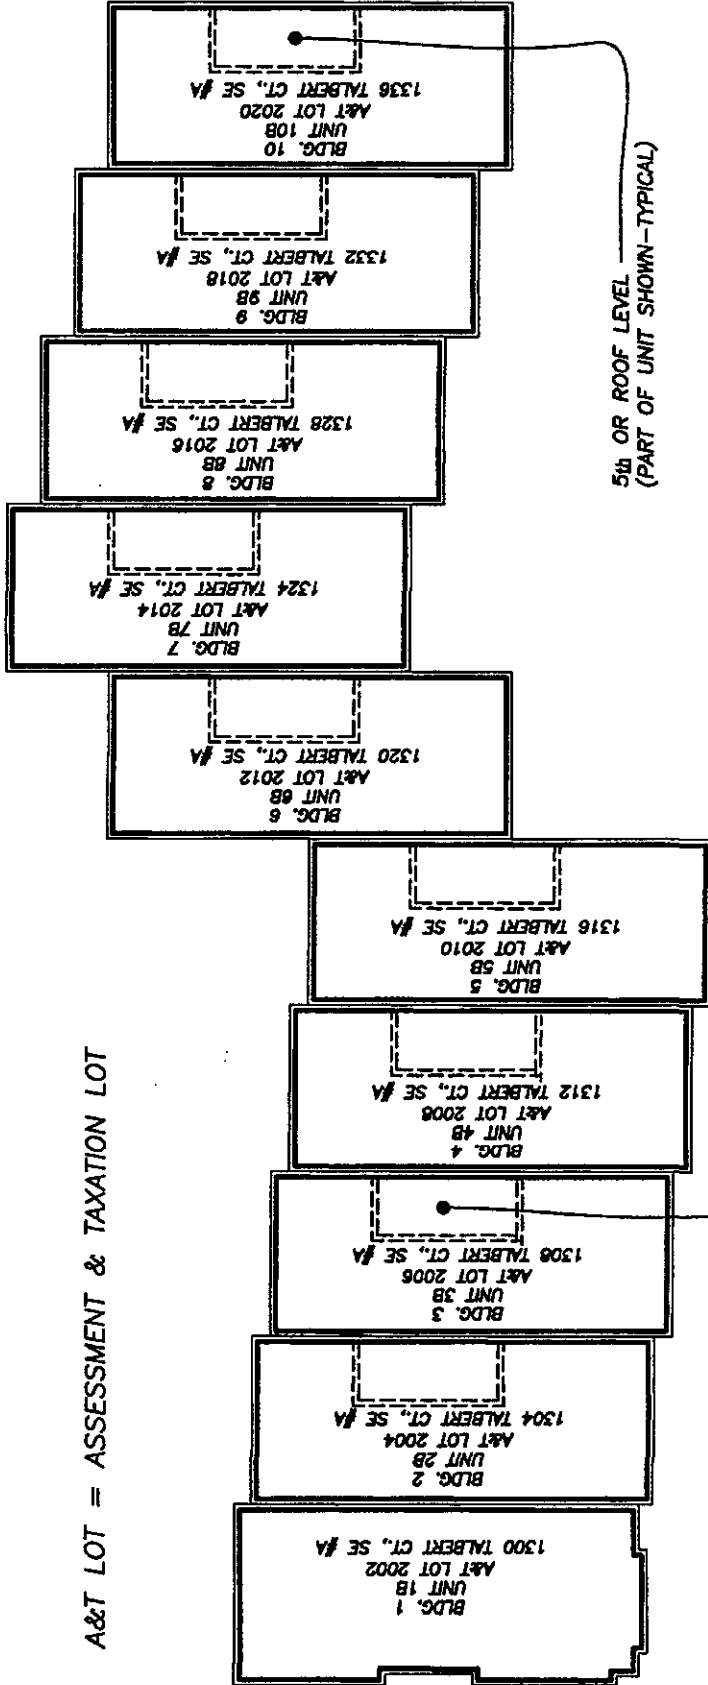 BLDG. 10
UNIT 10B
A&T LOT 2020
1336 TALBERT CT., SE #A
BLDG. 9
UNIT 9B
A&T LOT 2018
1332 TALBERT CT., SE #A
BLDG. 8
UNIT 8B
A&T LOT 2016
1328 TALBERT CT., SE #A
BLDG. 7
UNIT 7B
A&T LOT 2014
1324 TALBERT CT., SE #A
BLDG. 6
UNIT 6B
A&T LOT 2012
1320 TALBERT CT., SE #A
BLDG. 5
UNIT 5B
A&T LOT 2010
1316 TALBERT CT., SE #A
BLDG. 4
UNIT 4B
A&T LOT 2008
1312 TALBERT CT., SE #A
BLDG. 3
UNIT 3B
A&T LOT 2006
1308 TALBERT CT., SE #A
BLDG. 2
UNIT 2B
A&T LOT 2004
1304 TALBERT CT., SE #A
BLDG. 1
UNIT 1B
A&T LOT 2002
1300 TALBERT CT., SE #A
5th OR ROOF LEVEL
(PART OF UNIT SHOWN-TYPICAL)
A&T LOT = ASSESSMENT & TAXATION LOT